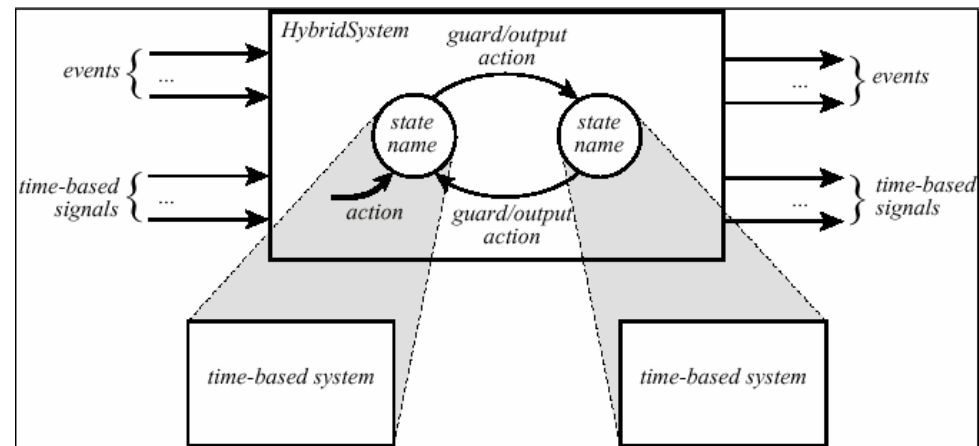 HybridSystem
guard/output
action
events
...
...
events
state
name
state
name
time-based
signals
...
...
time-based
signals
action
guard/output
action
time-based system
time-based system